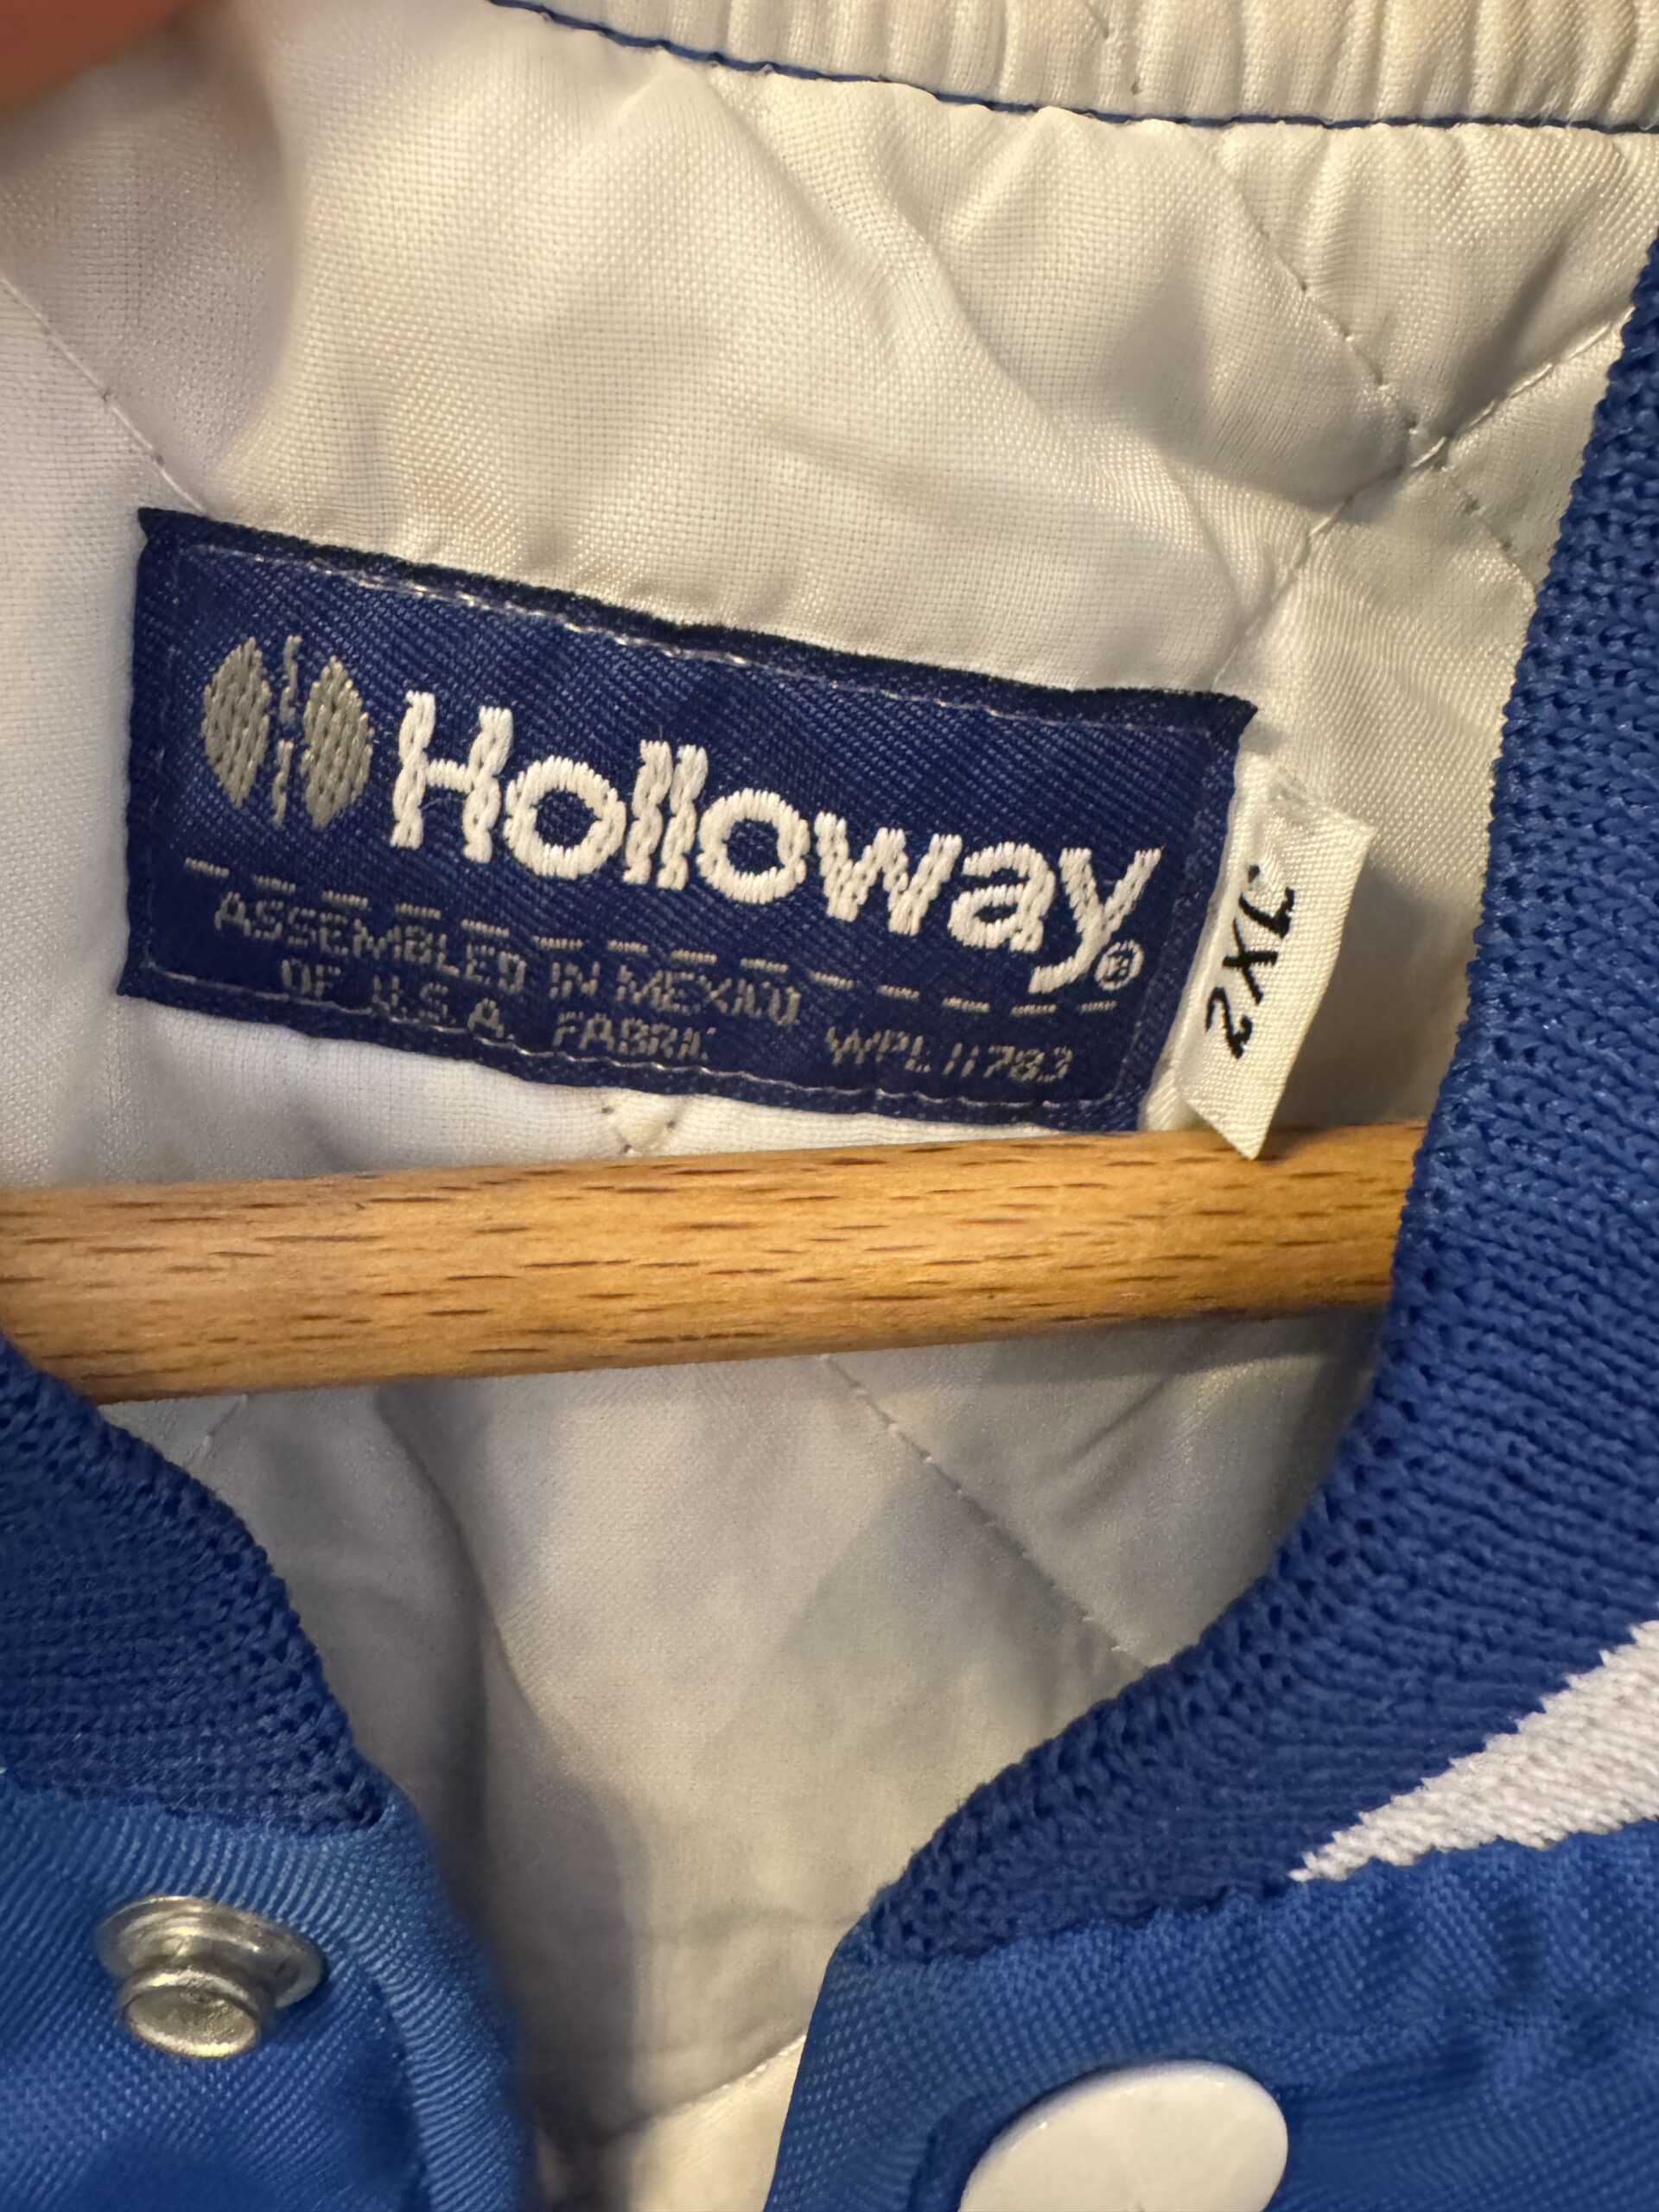 Holloway®
ASSEMBLED IN MEXICO
OF U.S.A. FABRIC WPL 11783
2XL